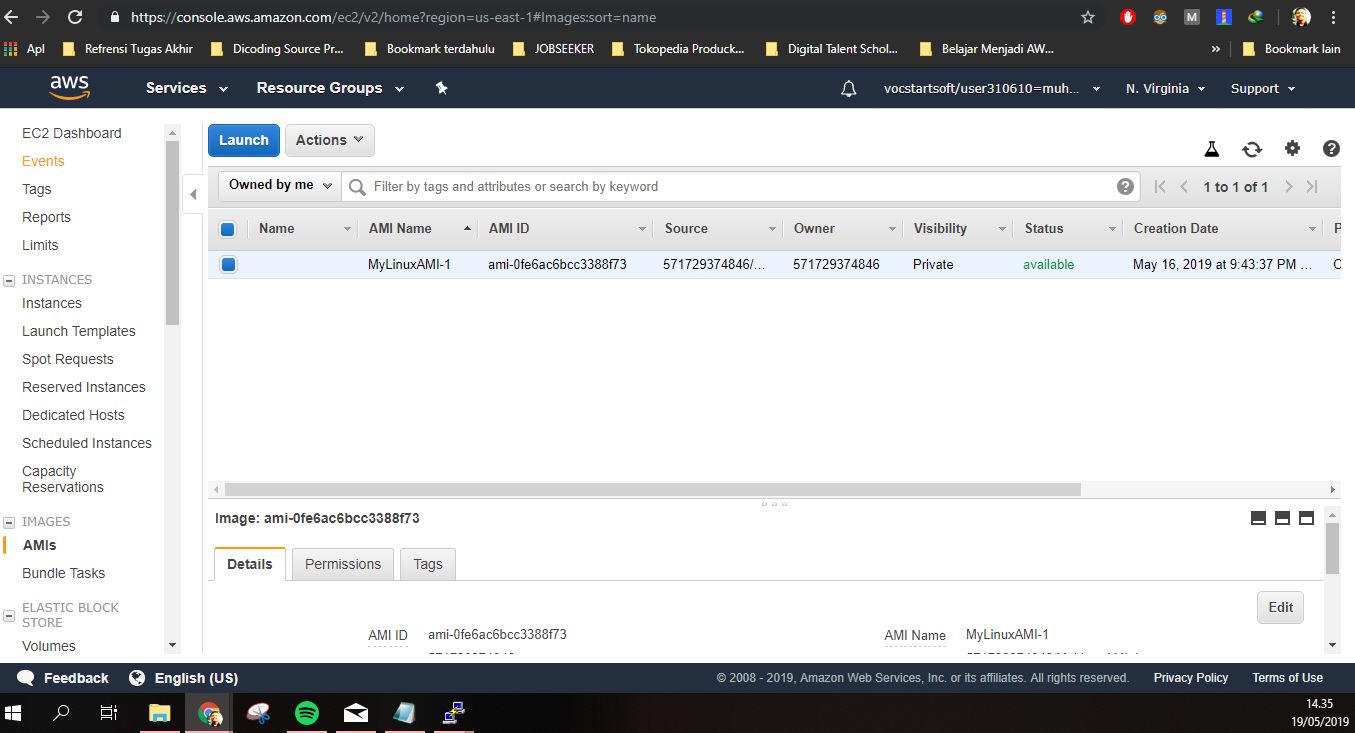 https://console.aws.amazon.com/ec2/v2/home?region=us-east-1#Images:sort=name
Apl Refrensi Tugas Akhir Dicoding Source Pr... Bookmark terdahulu JOBSEEKER Tokopedia Produck... Digital Talent Schol... Belajar Menjadi AW... » Bookmark lain
aws Services Resource Groups vocstartsoft/user310610=muh... N. Virginia Support
EC2 Dashboard
Events
Tags
Reports
Limits
INSTANCES
Instances
Launch Templates
Spot Requests
Reserved Instances
Dedicated Hosts
Scheduled Instances
Capacity
Reservations
IMAGES
AMIs
Bundle Tasks
ELASTIC BLOCK
STORE
Volumes
Launch Actions
Owned by me Filter by tags and attributes or search by keyword 1 to 1 of 1
Name AMI Name AMI ID Source Owner Visibility Status Creation Date P
MyLinuxAMI-1 ami-0fe6ac6bcc3388f73 571729374846/... 571729374846 Private available May 16, 2019 at 9:43:37 PM ...
Image: ami-0fe6ac6bcc3388f73
Details Permissions Tags
Edit
AMI ID ami-0fe6ac6bcc3388f73 AMI Name MyLinuxAMI-1
Feedback English (US) © 2008 - 2019, Amazon Web Services, Inc. or its affiliates. All rights reserved. Privacy Policy Terms of Use
14.35
19/05/2019